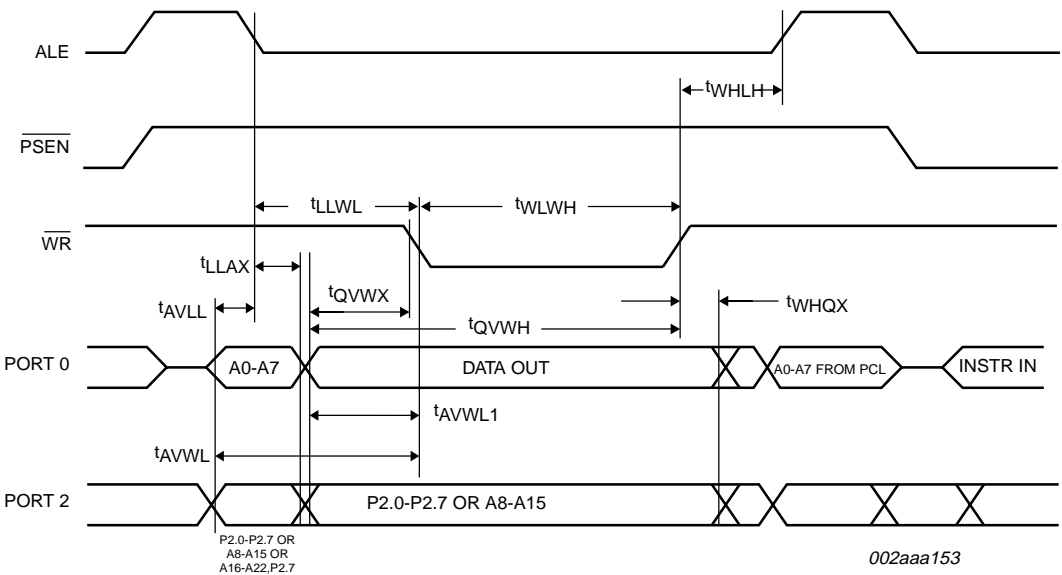 ALE
tWHLH
PSEN
tLLWL
tWLWH
WR
tLLAX
tQVWX
tWHQX
tAVLL
tQVWH
PORT 0
A0-A7
DATA OUT
A0-A7 FROM PCL
INSTR IN
tAVWL1
tAVWL
PORT 2
P2.0-P2.7 OR A8-A15
P2.0-P2.7 OR
A8-A15 OR
A16-A22,P2.7
002aaa153